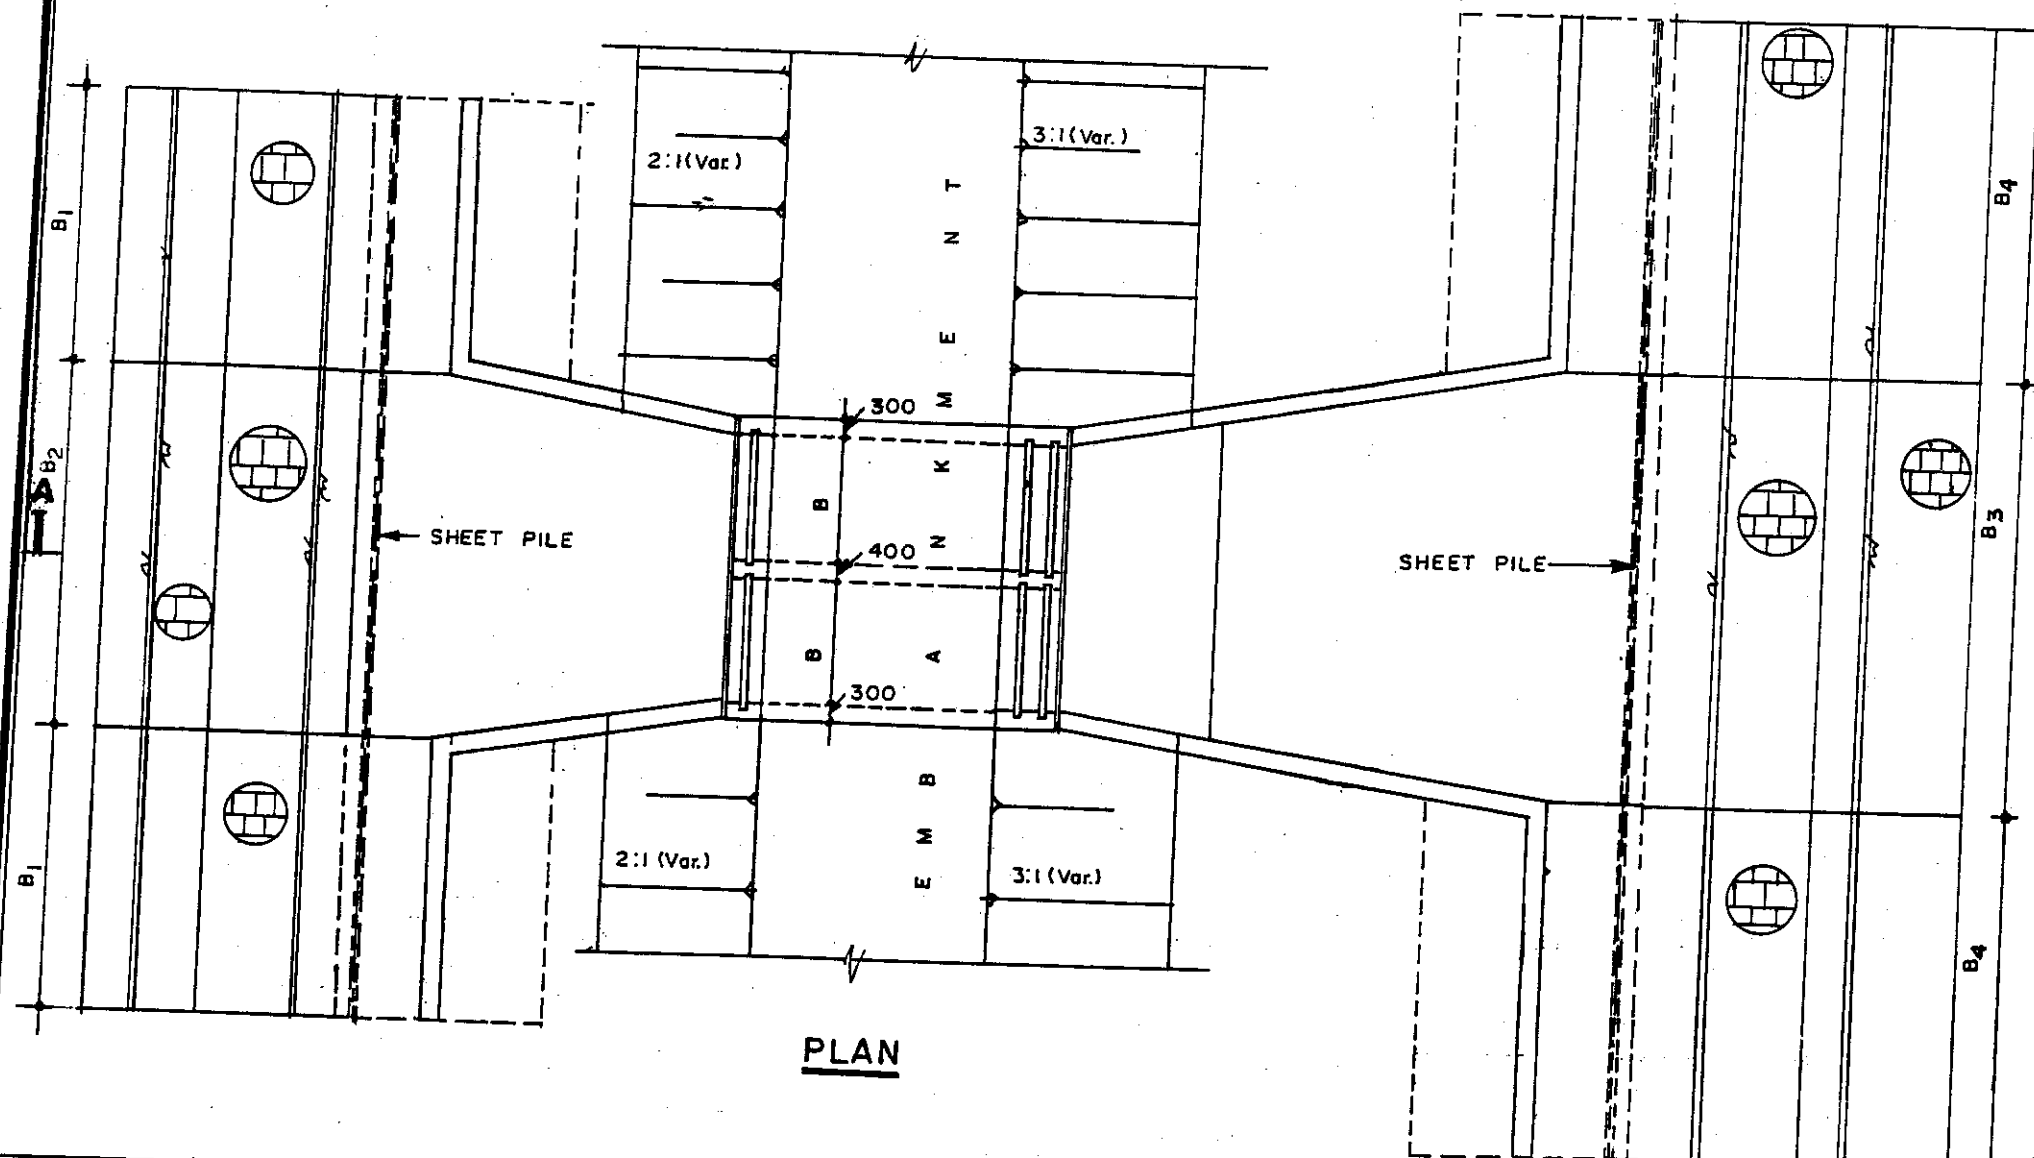 3:1(Var.)
2:1(Var.)
B1
B4
EMBANKMENT
300
B2
A
B
400
SHEET PILE
SHEET PILE
B3
B
300
2:1 (Var.)
3:1 (Var.)
B1
B4
PLAN